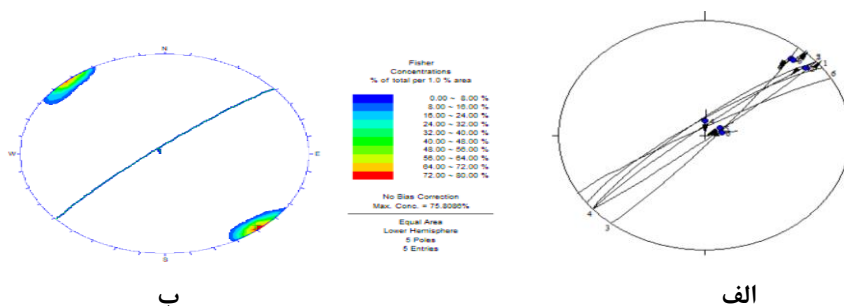 N
W
E
S
Fisher
Concentrations
% of total per 1.0 % area
0.00 ~ 8.00 %
8.00 ~ 16.00 %
16.00 ~ 24.00 %
24.00 ~ 32.00 %
32.00 ~ 40.00 %
40.00 ~ 48.00 %
48.00 ~ 56.00 %
56.00 ~ 64.00 %
64.00 ~ 72.00 %
72.00 ~ 80.00 %
No Bias Correction
Max. Conc. = 75.8086%
Equal Area
Lower Hemisphere
5 Poles
5 Entries
5
1
6
4
3
الف
ب